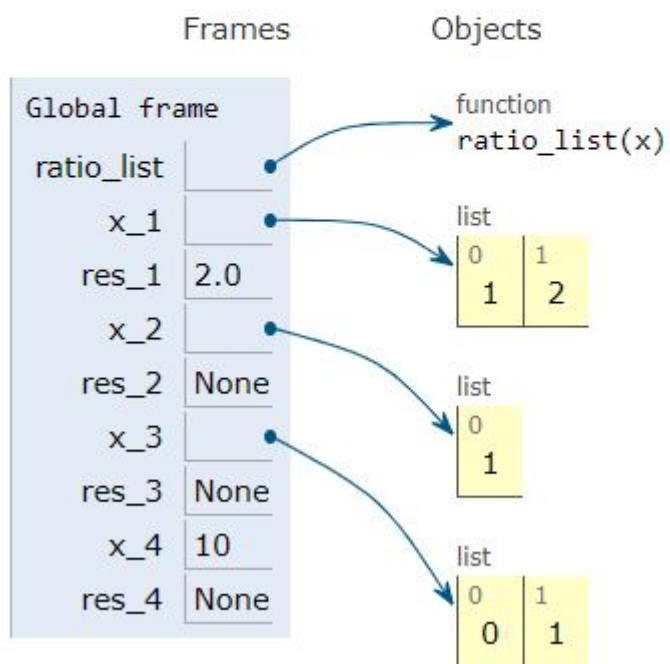 Frames Objects
Global frame
function
ratio_list
ratio_list(x)
x_1
list
0 1
1 2
res_1 2.0
x_2
res_2 None
list
0
1
x_3
res_3 None
x_4 10
list
res_4 None
0 1
0 1